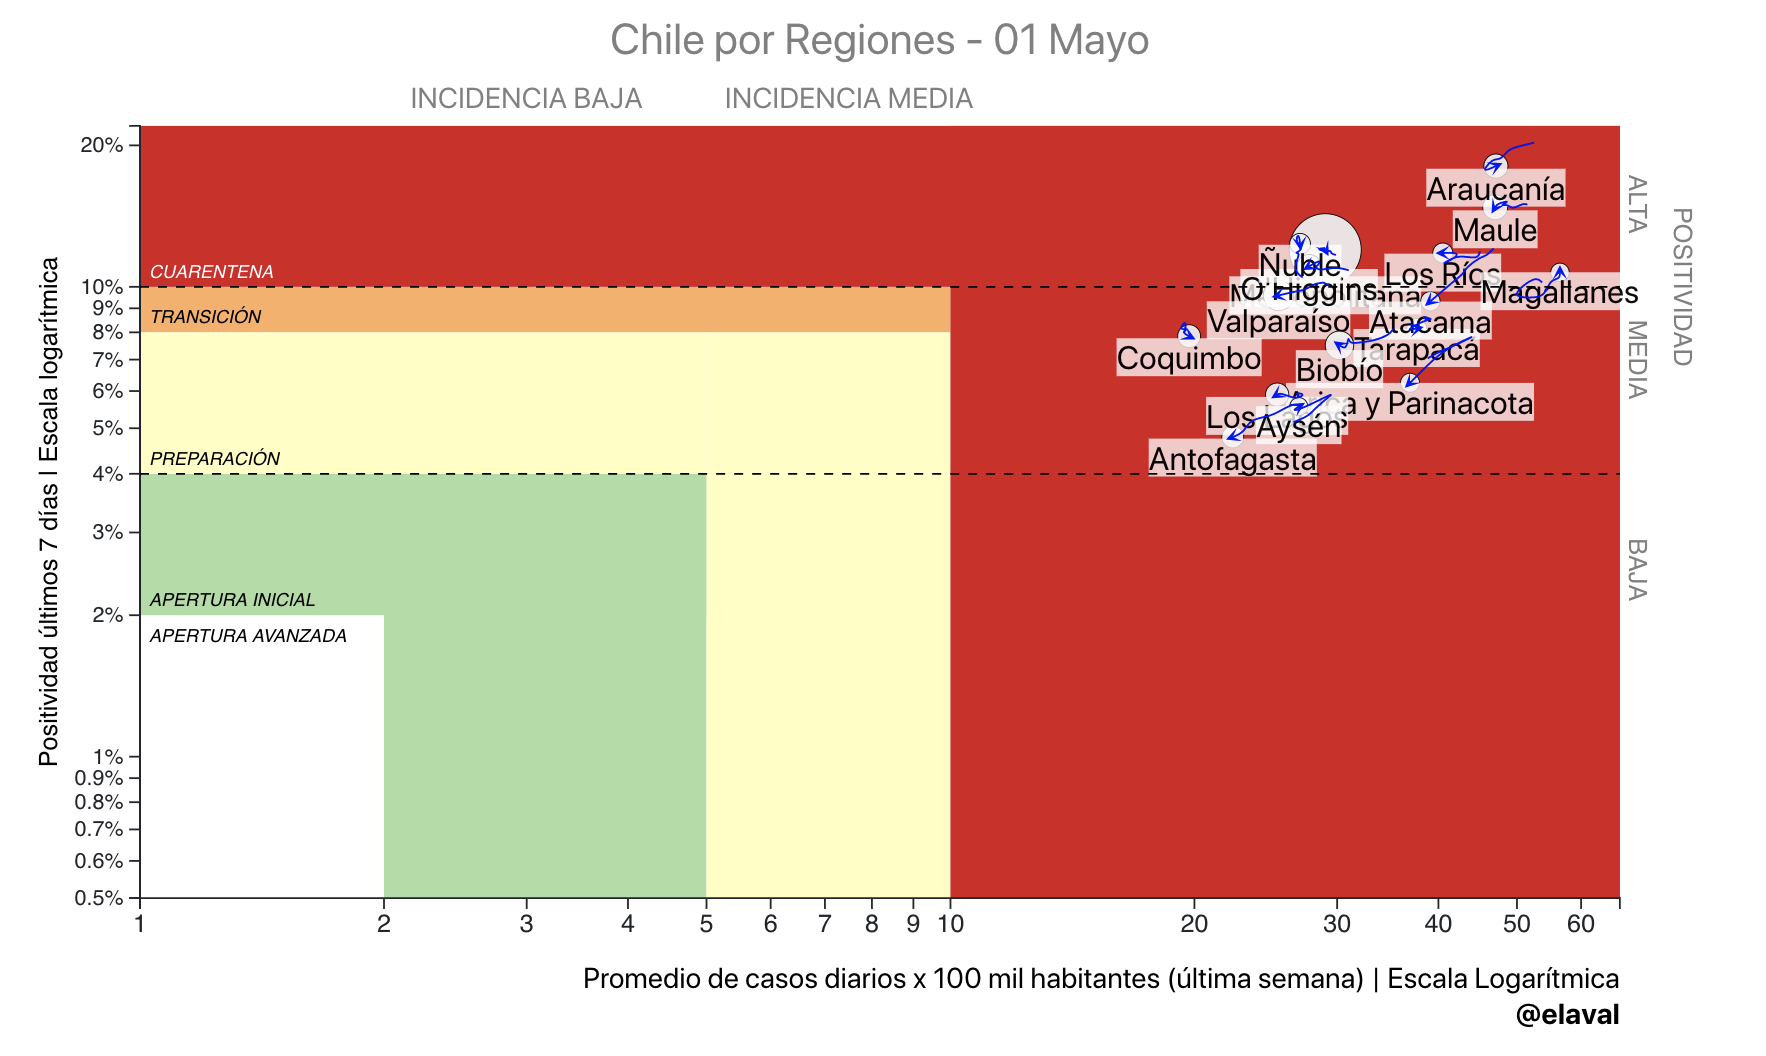 Chile por Regiones - 01 Mayo
INCIDENCIA BAJA
INCIDENCIA MEDIA
Positividad últimos 7 días | Escala logarítmica
20%
10%
9%
8%
7%
6%
5%
4%
3%
2%
1%
0.9%
0.8%
0.7%
0.6%
0.5%
CUARENTENA
TRANSICIÓN
PREPARACIÓN
APERTURA INICIAL
APERTURA AVANZADA
Araucanía
Maule
Ñuble
Los Ríos
O'Higgins
Magallanes
Valparaíso
Atacama
Coquimbo
Tarapacá
Biobío
Arica y Parinacota
Los
Aysén
Antofagasta
ALTA
MEDIA
BAJA
POSITIVIDAD
1
2
3
4
5
6
7
8
9
10
20
30
40
50
60
Promedio de casos diarios x 100 mil habitantes (última semana) | Escala Logarítmica
@elaval